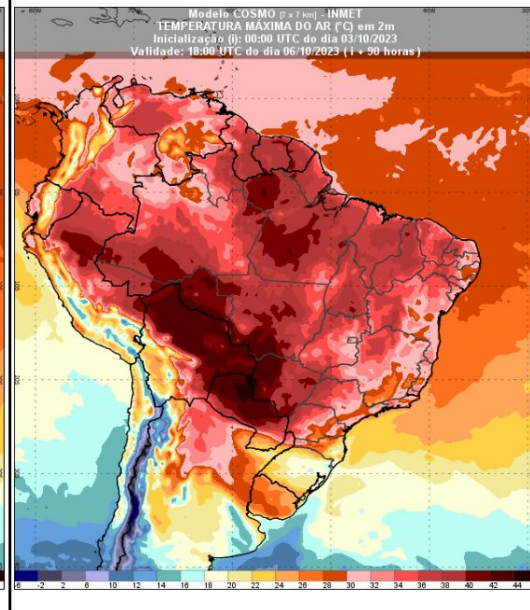 Modelo COSMO [7 x 7 km] - INMET
TEMPERATURA MÁXIMA DO AR (°C) em 2m
Inicialização (i): 00:00 UTC do dia 03/10/2023
Validade: 18:00 UTC do dia 06/10/2023 ( i + 90 horas )
-6 -2 2 6 10 12 14 16 18 20 22 24 26 28 30 32 34 36 38 40 42 44